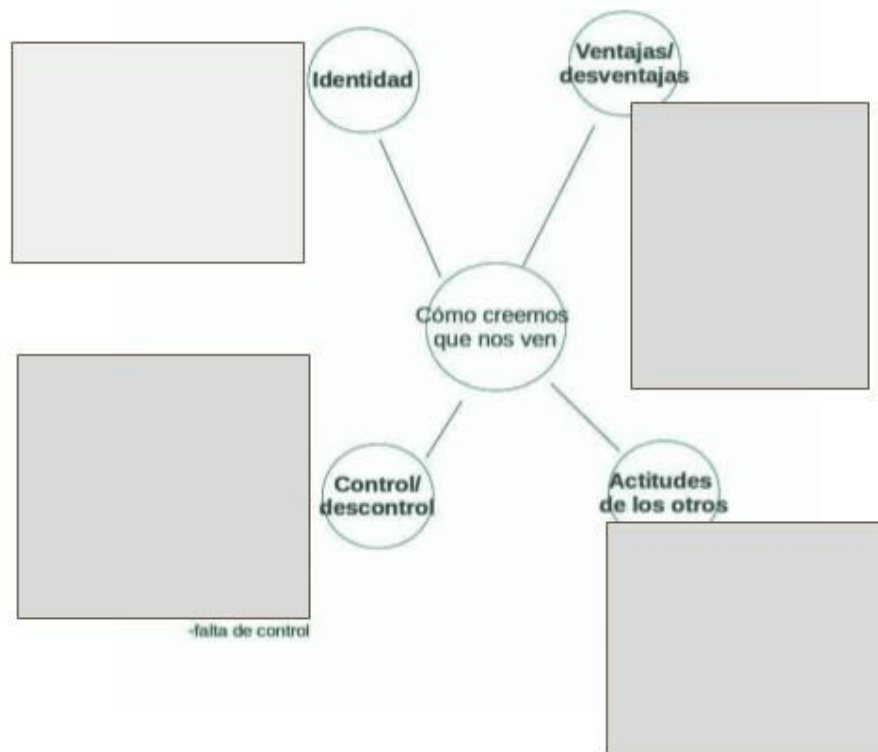 Identidad
Ventajas/
desventajas
Cómo creemos
que nos ven
Control/
descontrol
Actitudes
de los otros
-falta de control